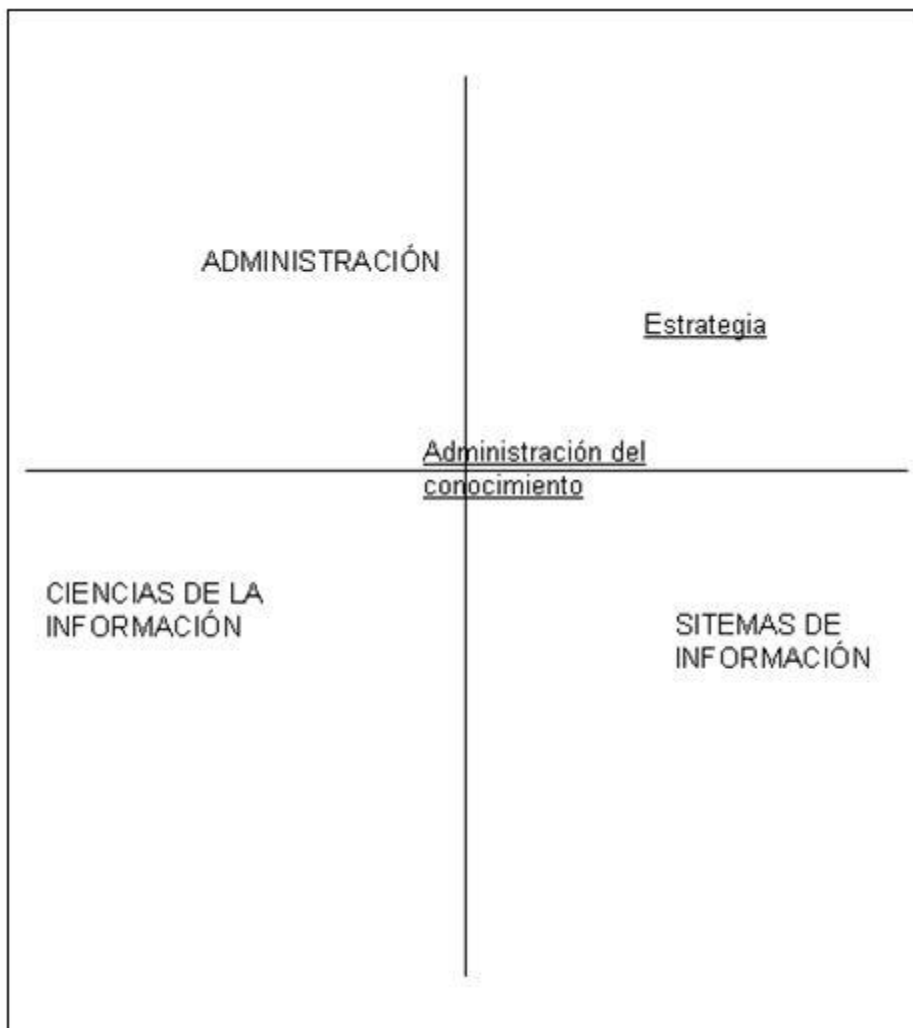 ADMINISTRACIÓN
Estrategia
Administración del
conocimiento
CIENCIAS DE LA
INFORMACIÓN
SITEMAS DE
INFORMACIÓN